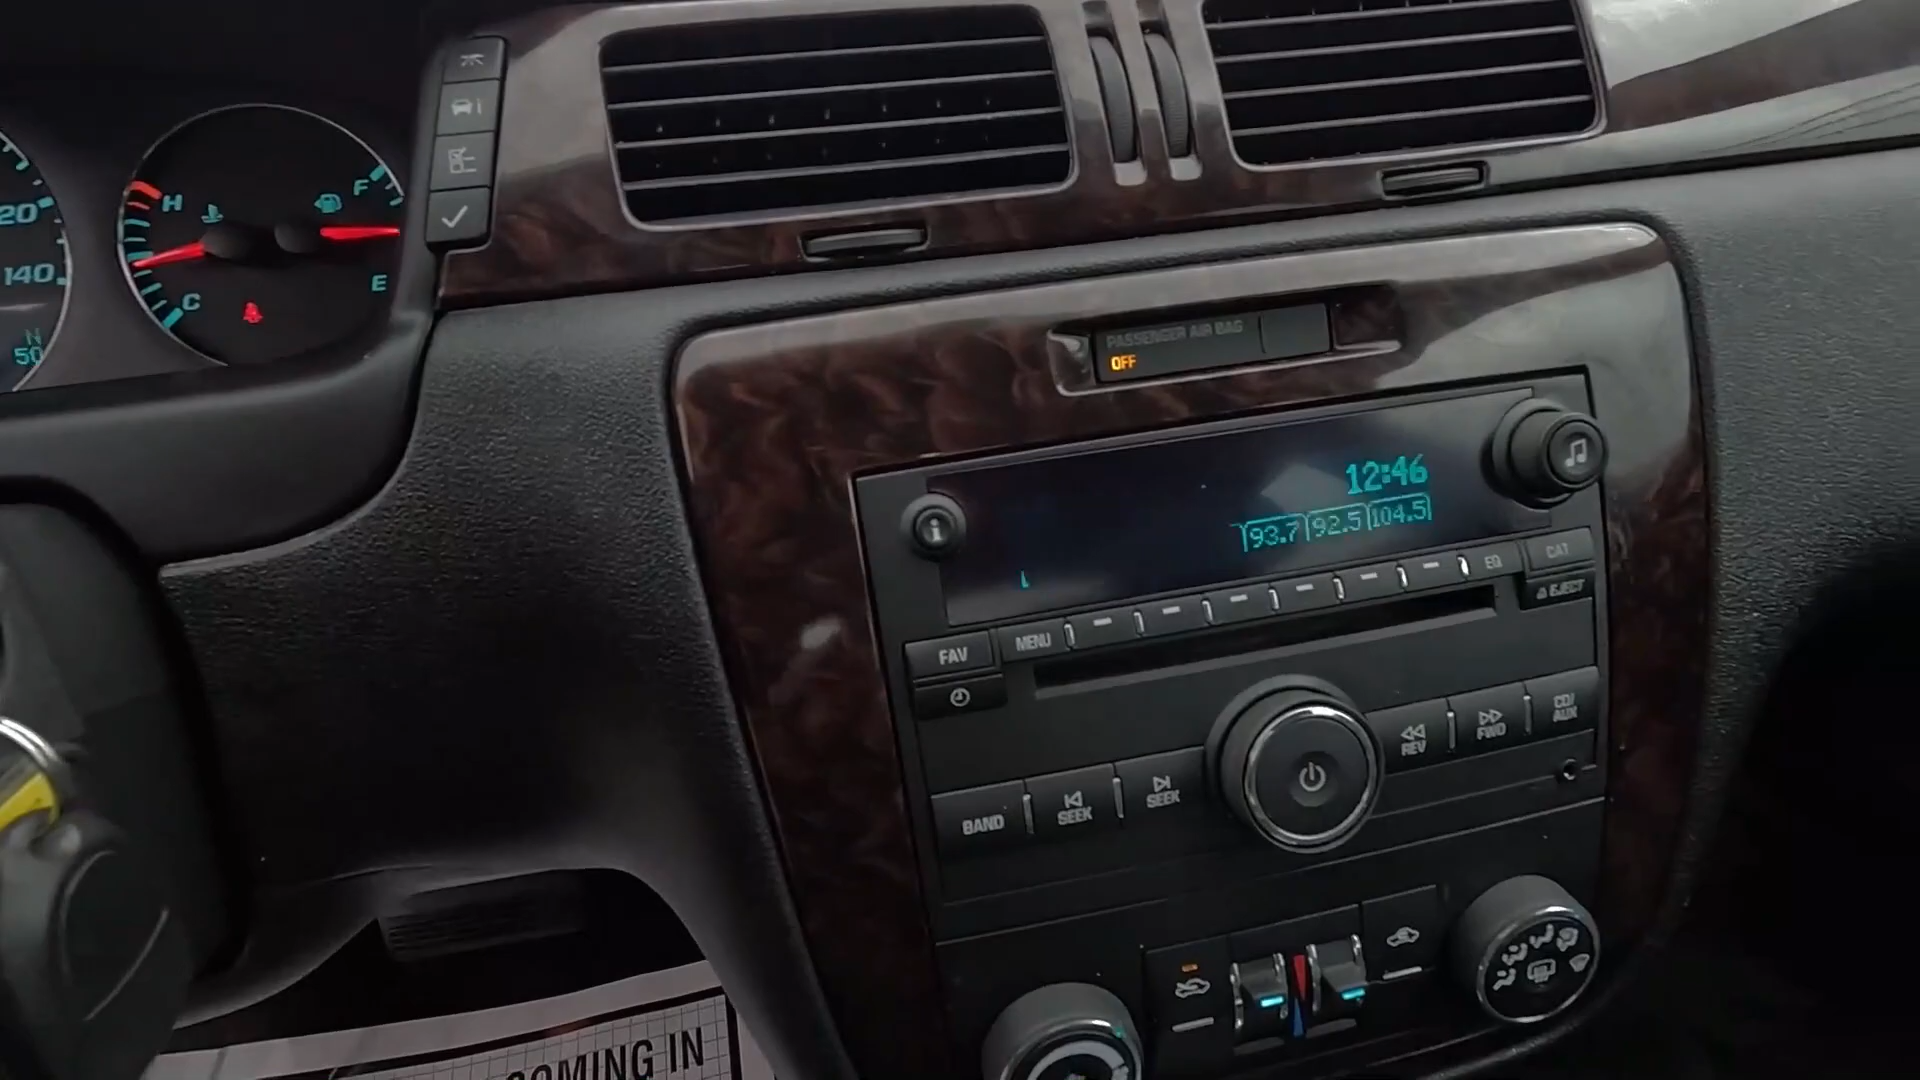 20
140
N
50
H
C
F
E
PASSENGER AIR BAG
OFF
12:46
93.7 92.5 104.5
MENU
EQ
CAT
EJECT
FAV
BAND
SEEK
SEEK
REV
FWD
CD/
AUX
COMING IN